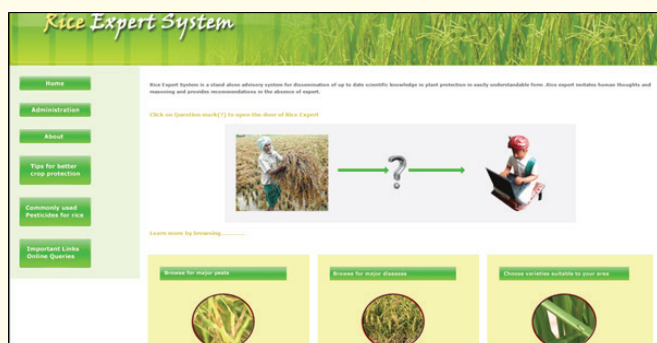 Rice Expert System
Home
Administration
About
Tips for better
crop protection
Commonly used
Pesticides for rice
Important Links
Online Queries
Rice Expert System is a stand alone advisory system for dissemination of up to date scientific knowledge in plant protection in easily understandable form .Rice expert imitates human thoughts and
reasoning and provides recommendations in the absence of expert.
Click on Question mark(?) to open the door of Rice Expert
?
Learn more by browsing..........
Browse for major pests
Browse for major diseases
Choose varieties suitable to your area